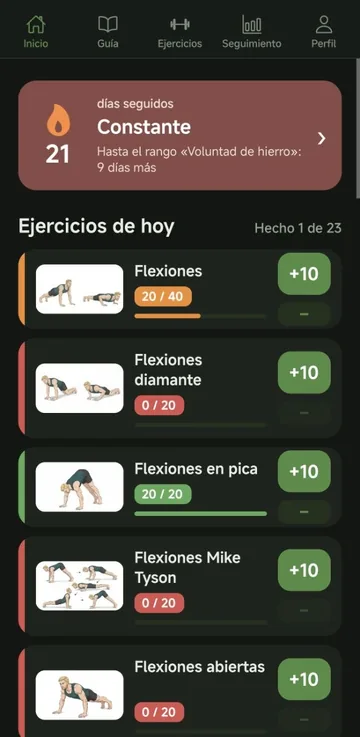 Inicio
Guía
Ejercicios
Seguimiento
Perfil
días seguidos
Constante
21
Hasta el rango «Voluntad de hierro»:
9 días más
Ejercicios de hoy
Hecho 1 de 23
Flexiones
20 / 40
+10
–
Flexiones
diamante
0 / 20
+10
–
Flexiones en pica
20 / 20
+10
–
Flexiones Mike
Tyson
0 / 20
+10
–
Flexiones abiertas
0 / 20
+10